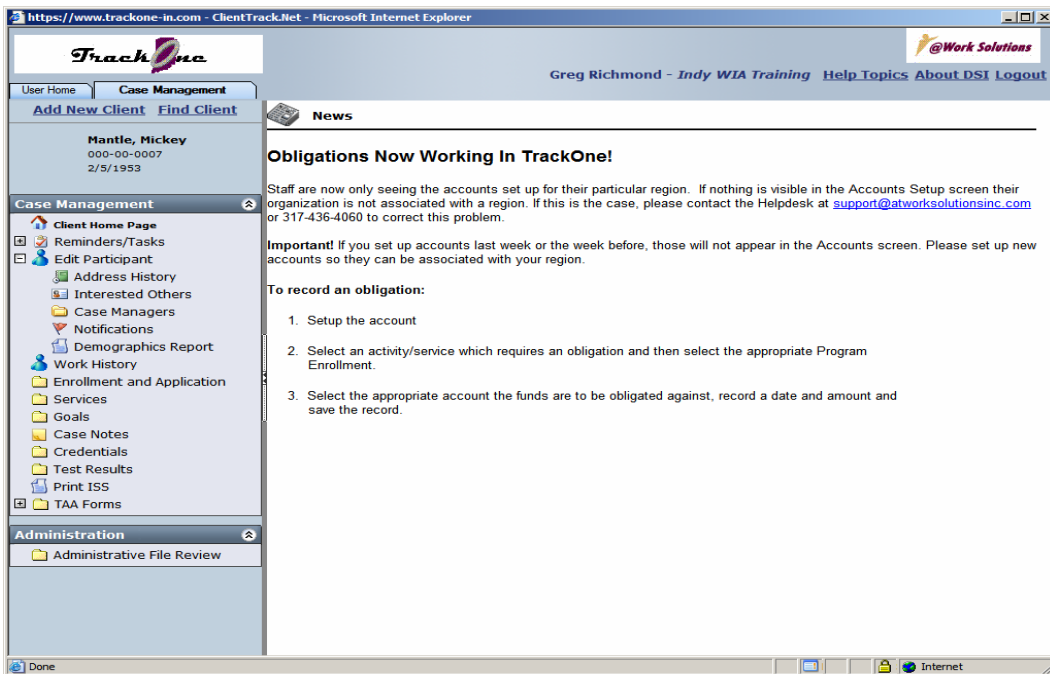 https://www.trackone-in.com - ClientTrack.Net - Microsoft Internet Explorer
TrackOne
@Work Solutions
Greg Richmond - Indy WIA Training Help Topics About DSI Logout
User Home Case Management
Add New Client Find Client
Mantle, Mickey
000-00-0007
2/5/1953
Case Management
Client Home Page
Reminders/Tasks
Edit Participant
Address History
Interested Others
Case Managers
Notifications
Demographics Report
Work History
Enrollment and Application
Services
Goals
Case Notes
Credentials
Test Results
Print ISS
TAA Forms
Administration
Administrative File Review
News
Obligations Now Working In TrackOne!
Staff are now only seeing the accounts set up for their particular region. If nothing is visible in the Accounts Setup screen their
organization is not associated with a region. If this is the case, please contact the Helpdesk at support@atworksolutionsinc.com
or 317-436-4060 to correct this problem.
Important! If you set up accounts last week or the week before, those will not appear in the Accounts screen. Please set up new
accounts so they can be associated with your region.
To record an obligation:
1. Setup the account
2. Select an activity/service which requires an obligation and then select the appropriate Program
Enrollment.
3. Select the appropriate account the funds are to be obligated against, record a date and amount and
save the record.
Done
Internet